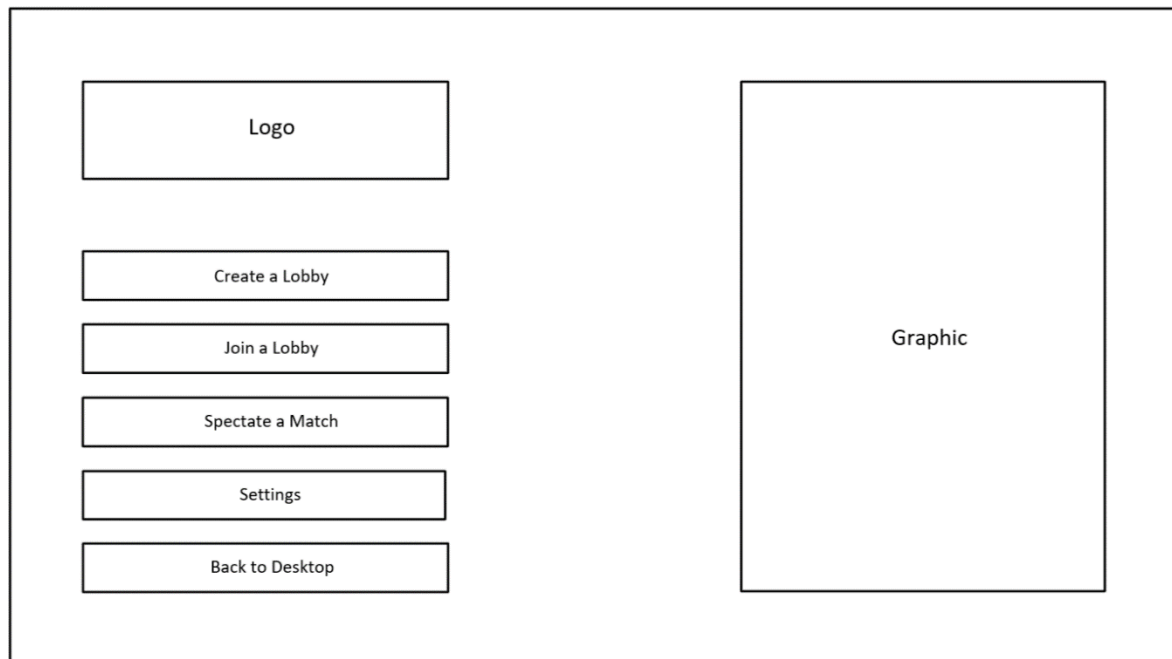 Logo
Create a Lobby
Join a Lobby
Spectate a Match
Settings
Back to Desktop
Graphic